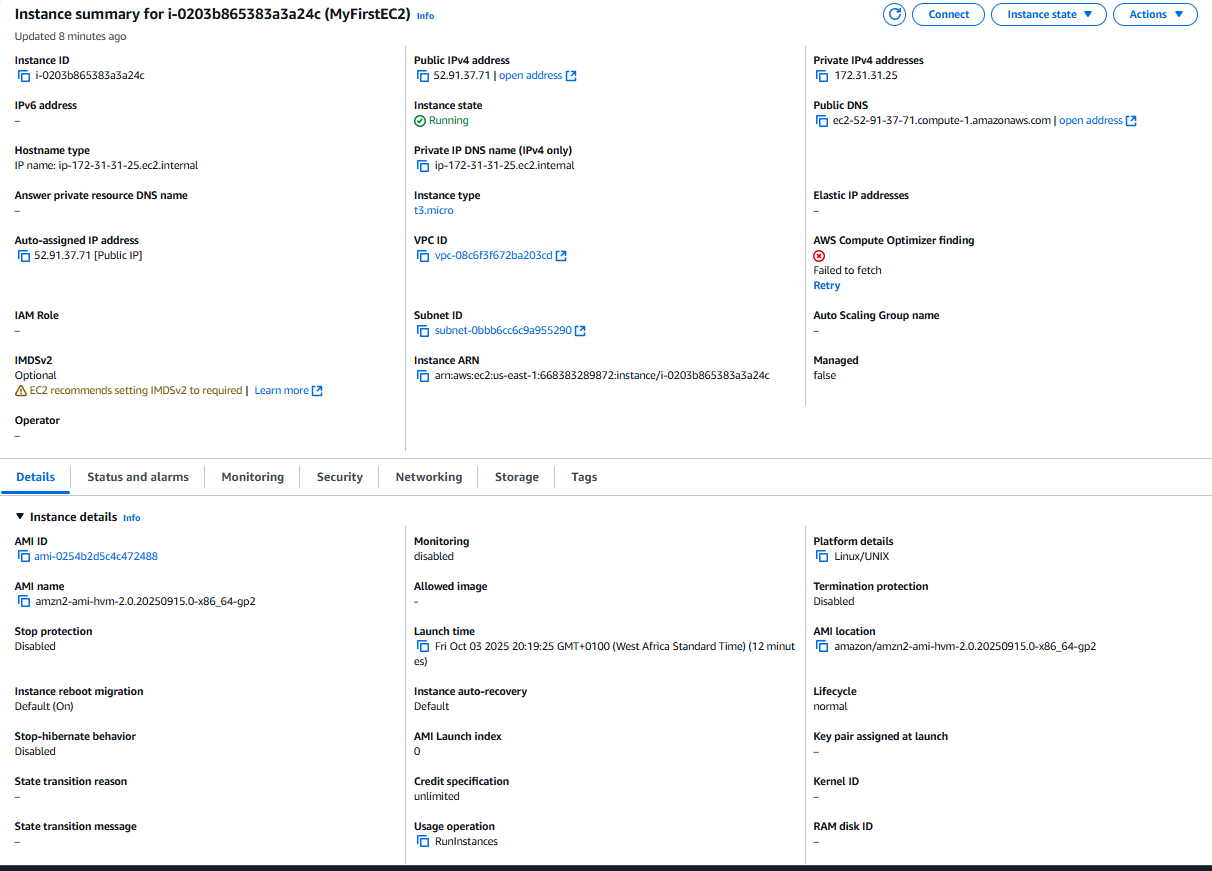 Instance summary for i-0203b865383a3a24c (MyFirstEC2) Info
Connect
Instance state
Actions
Updated 8 minutes ago
Instance ID
i-0203b865383a3a24c
Public IPv4 address
52.91.37.71 | open address
Private IPv4 addresses
172.31.31.25
IPv6 address
–
Instance state
Running
Public DNS
ec2-52-91-37-71.compute-1.amazonaws.com | open address
Hostname type
IP name: ip-172-31-31-25.ec2.internal
Private IP DNS name (IPv4 only)
ip-172-31-31-25.ec2.internal
Answer private resource DNS name
–
Instance type
t3.micro
Elastic IP addresses
–
Auto-assigned IP address
52.91.37.71 [Public IP]
VPC ID
vpc-08c6f3f672ba203cd
AWS Compute Optimizer finding
Failed to fetch
Retry
IAM Role
–
Subnet ID
subnet-0bbb6cc6c9a955290
Auto Scaling Group name
–
IMDSv2
Optional
EC2 recommends setting IMDSv2 to required | Learn more
Instance ARN
arn:aws:ec2:us-east-1:668383289872:instance/i-0203b865383a3a24c
Managed
false
Operator
–
Details
Status and alarms
Monitoring
Security
Networking
Storage
Tags
Instance details Info
AMI ID
ami-0254b2d5c4c472488
Monitoring
disabled
Platform details
Linux/UNIX
AMI name
amzn2-ami-hvm-2.0.20250915.0-x86_64-gp2
Allowed image
-
Termination protection
Disabled
Stop protection
Disabled
Launch time
Fri Oct 03 2025 20:19:25 GMT+0100 (West Africa Standard Time) (12 minut
es)
AMI location
amazon/amzn2-ami-hvm-2.0.20250915.0-x86_64-gp2
Instance reboot migration
Default (On)
Instance auto-recovery
Default
Lifecycle
normal
Stop-hibernate behavior
Disabled
AMI Launch index
0
Key pair assigned at launch
–
State transition reason
–
Credit specification
unlimited
Kernel ID
–
State transition message
–
Usage operation
RunInstances
RAM disk ID
–